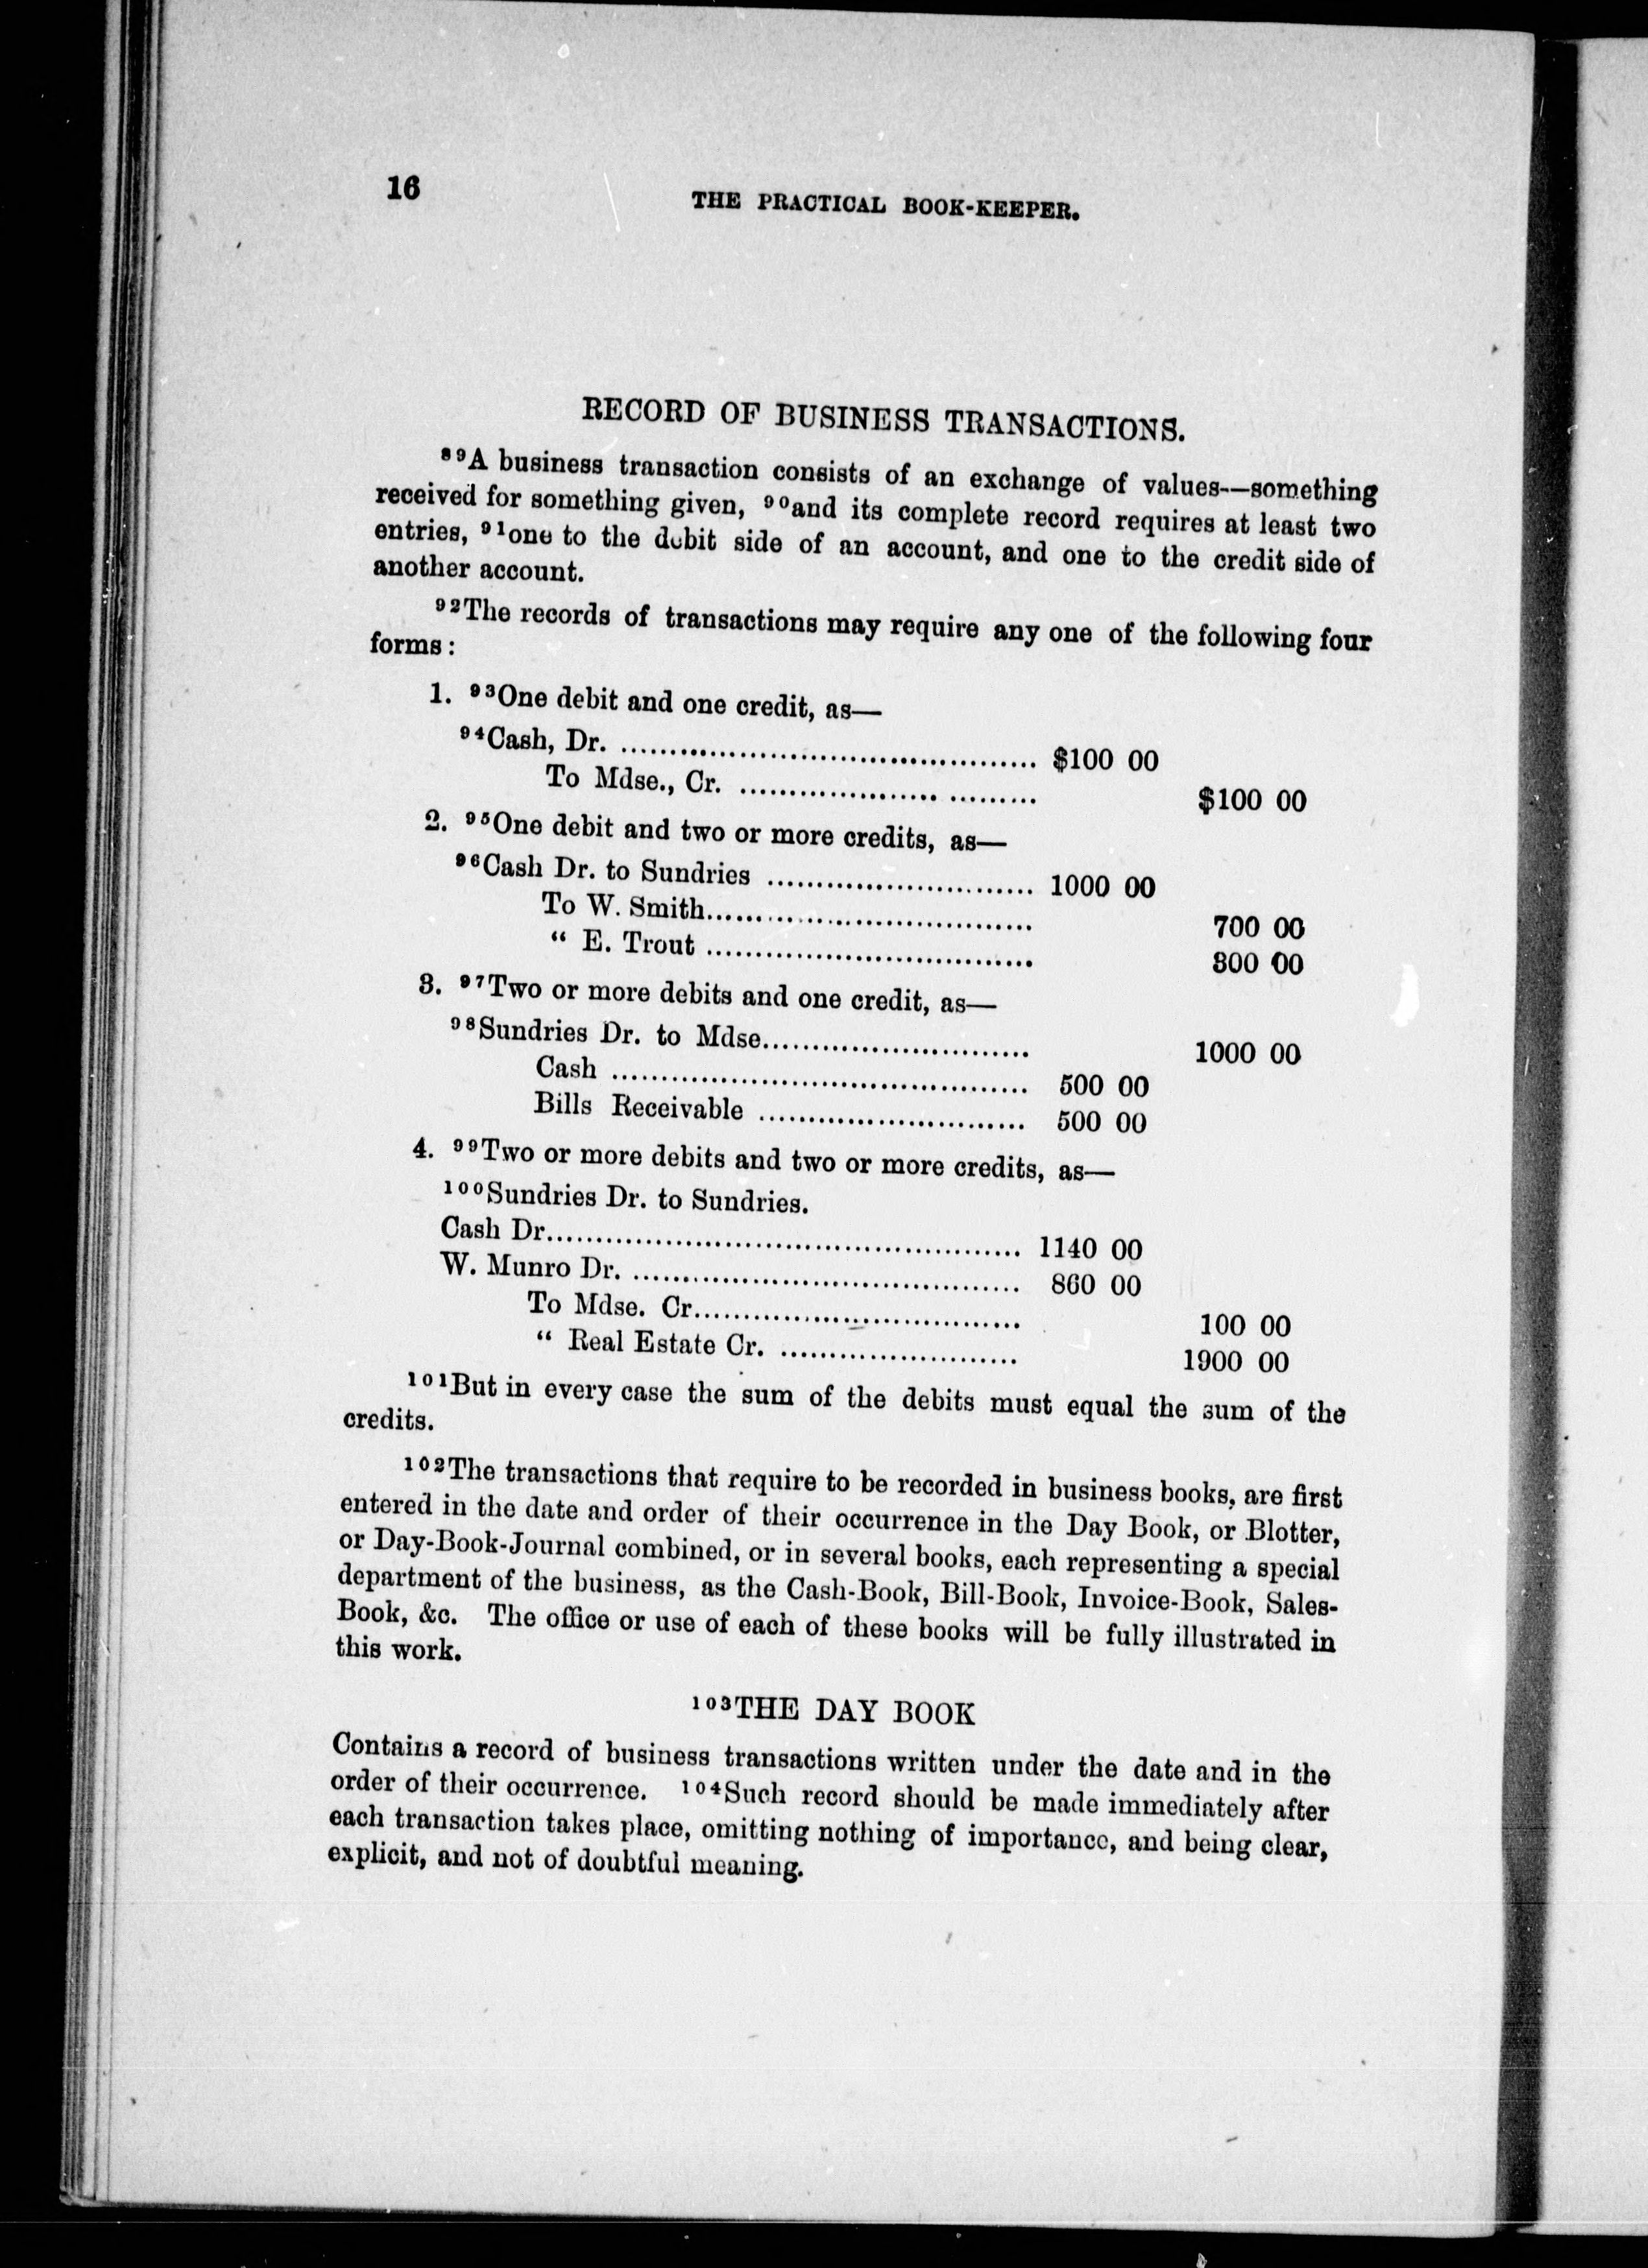 16
THE PRACTICAL BOOK-KEEPER.
RECORD OF BUSINESS TRANSACTIONS.
⁸⁹A business transaction consists of an exchange of values--something
received for something given, ⁹⁰and its complete record requires at least two
entries, ⁹¹one to the debit side of an account, and one to the credit side of
another account.
⁹²The records of transactions may require any one of the following four
forms:
1. ⁹³One debit and one credit, as—
⁹⁴Cash, Dr. .......................................... $100 00
To Mdse., Cr. .................... ......... $100 00
2. ⁹⁵One debit and two or more credits, as—
⁹⁶Cash Dr. to Sundries ........................... 1000 00
To W. Smith................................. 700 00
“ E. Trout ................................. 300 00
3. ⁹⁷Two or more debits and one credit, as—
⁹⁸Sundries Dr. to Mdse........................... 1000 00
Cash .......................................... 500 00
Bills Receivable ........................... 500 00
4. ⁹⁹Two or more debits and two or more credits, as—
¹⁰⁰Sundries Dr. to Sundries.
Cash Dr................................................ 1140 00
W. Munro Dr. ....................................... 860 00
To Mdse. Cr................................. 100 00
“ Real Estate Cr. ........................ 1900 00
¹⁰¹But in every case the sum of the debits must equal the sum of the
credits.
¹⁰²The transactions that require to be recorded in business books, are first
entered in the date and order of their occurrence in the Day Book, or Blotter,
or Day-Book-Journal combined, or in several books, each representing a special
department of the business, as the Cash-Book, Bill-Book, Invoice-Book, Sales-
Book, &c. The office or use of each of these books will be fully illustrated in
this work.
¹⁰³THE DAY BOOK
Contains a record of business transactions written under the date and in the
order of their occurrence. ¹⁰⁴Such record should be made immediately after
each transaction takes place, omitting nothing of importance, and being clear,
explicit, and not of doubtful meaning.